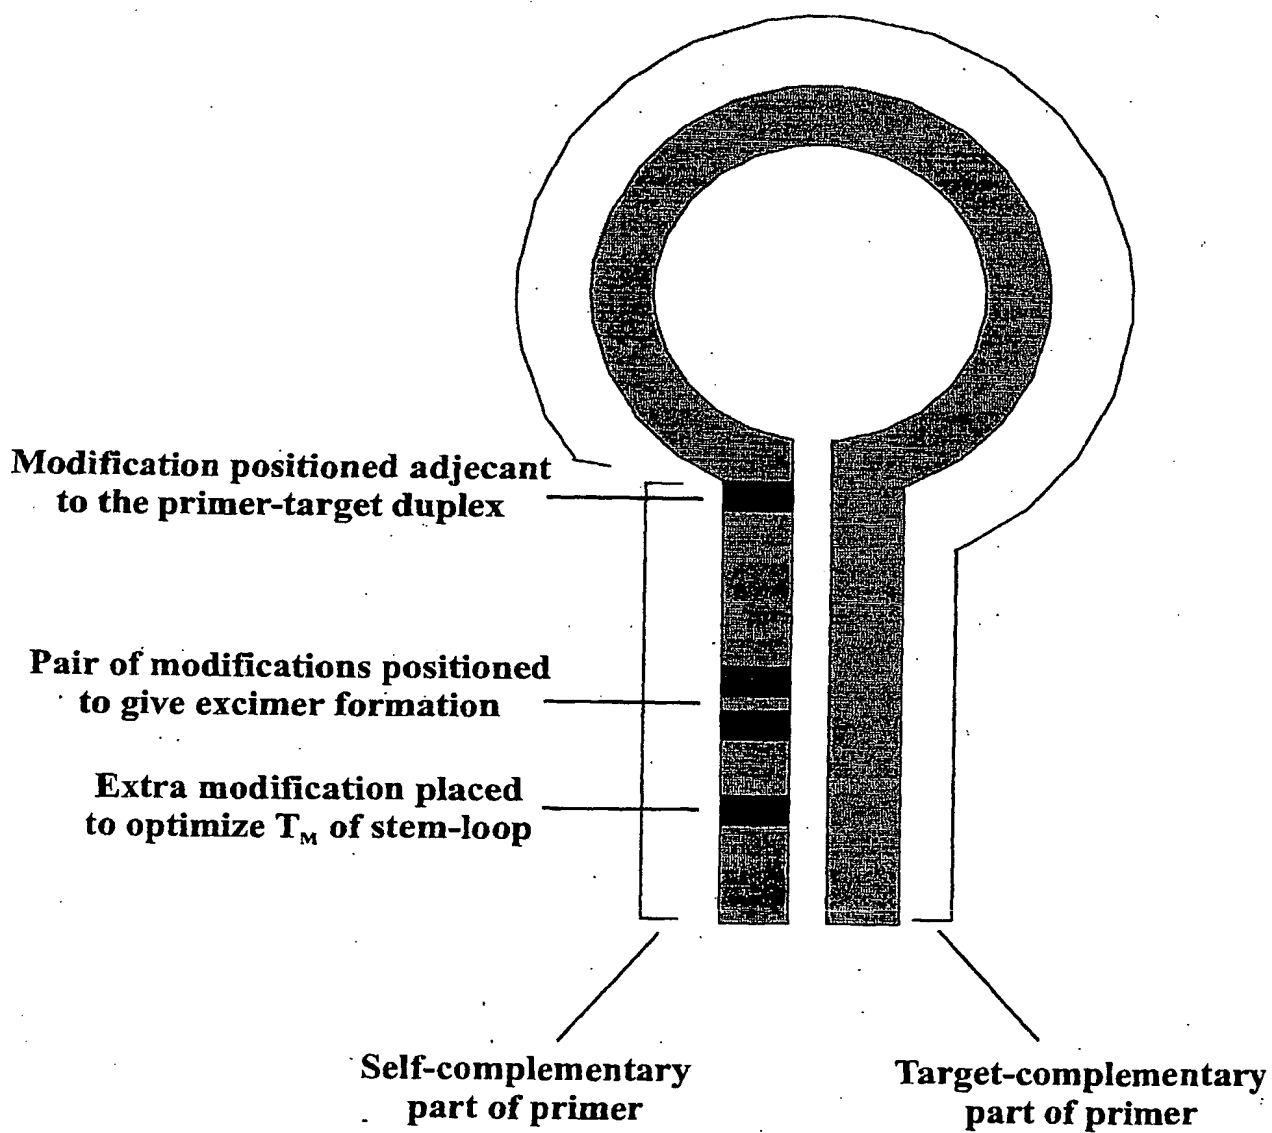 Modification positioned adjecant
to the primer-target duplex
Pair of modifications positioned
to give excimer formation
Extra modification placed
to optimize TM of stem-loop
Self-complementary
part of primer
Target-complementary
part of primer